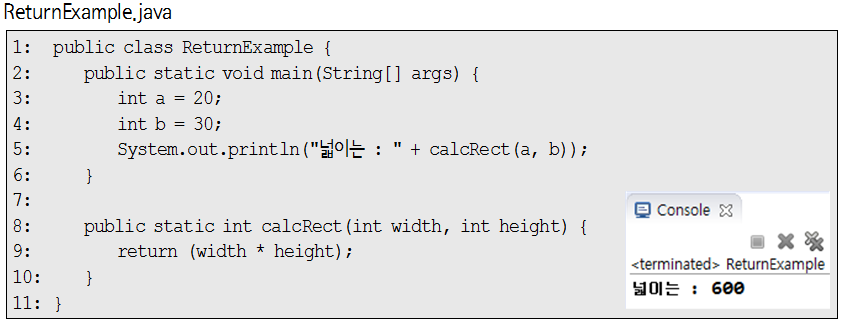 ReturnExample.java
1: public class ReturnExample {
2: public static void main(String[] args) {
3: int a = 20;
4: int b = 30;
5: System.out.println("넓이는 : " + calcRect(a, b));
6: }
7:
8: public static int calcRect(int width, int height) {
9: return (width * height);
10: }
11: }
Console
<terminated> ReturnExample
넓이는 : 600